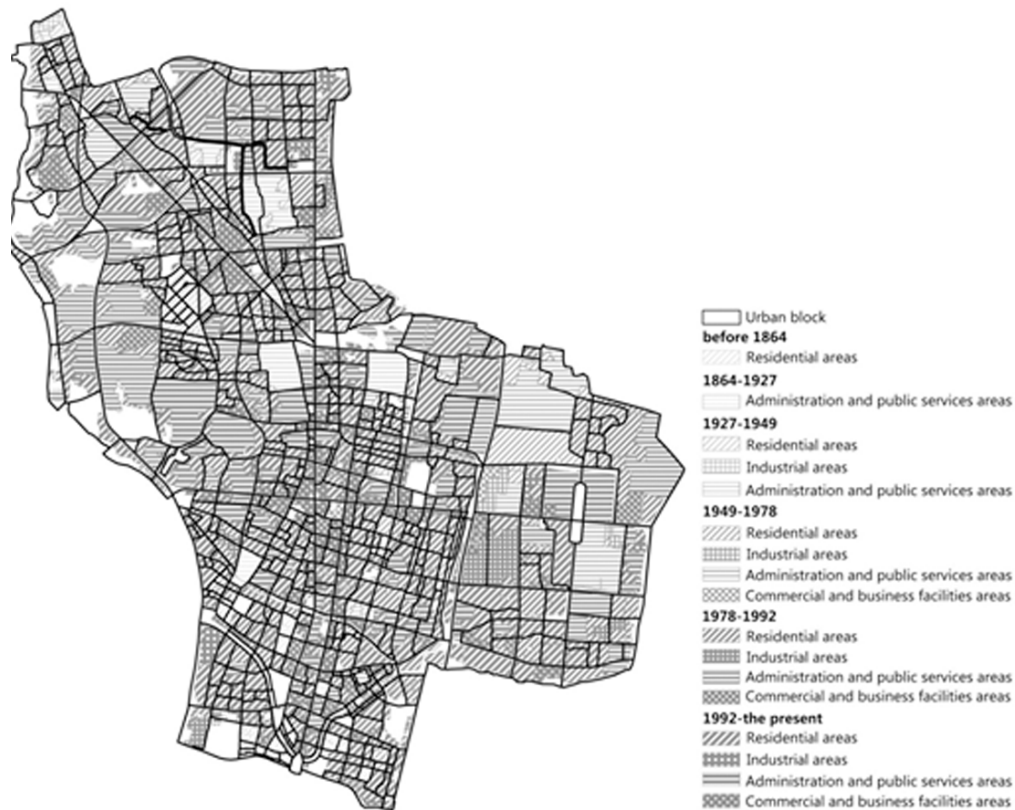 Urban block
before 1864
Residential areas
1864-1927
Administration and public services areas
1927-1949
Residential areas
Industrial areas
Administration and public services areas
1949-1978
Residential areas
Industrial areas
Administration and public services areas
Commercial and business facilities areas
1978-1992
Residential areas
Industrial areas
Administration and public services areas
Commercial and business facilities areas
1992-the present
Residential areas
Industrial areas
Administration and public services areas
Commercial and business facilities areas